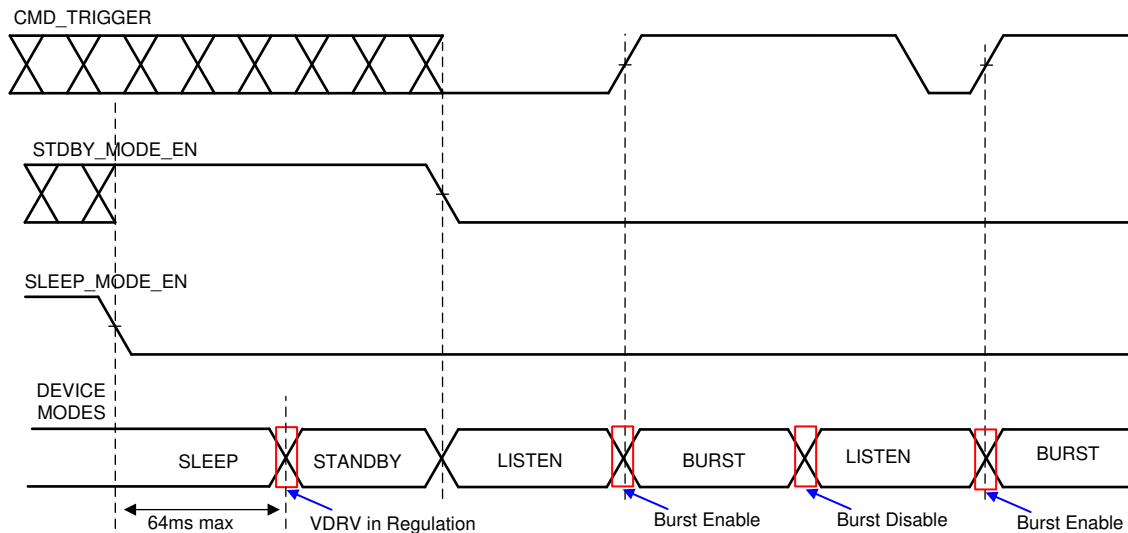 CMD_TRIGGER
STDBY_MODE_EN
SLEEP_MODE_EN
DEVICE
MODES
SLEEP
STANDBY
LISTEN
BURST
LISTEN
BURST
64ms max
VDRV in Regulation
Burst Enable
Burst Disable
Burst Enable